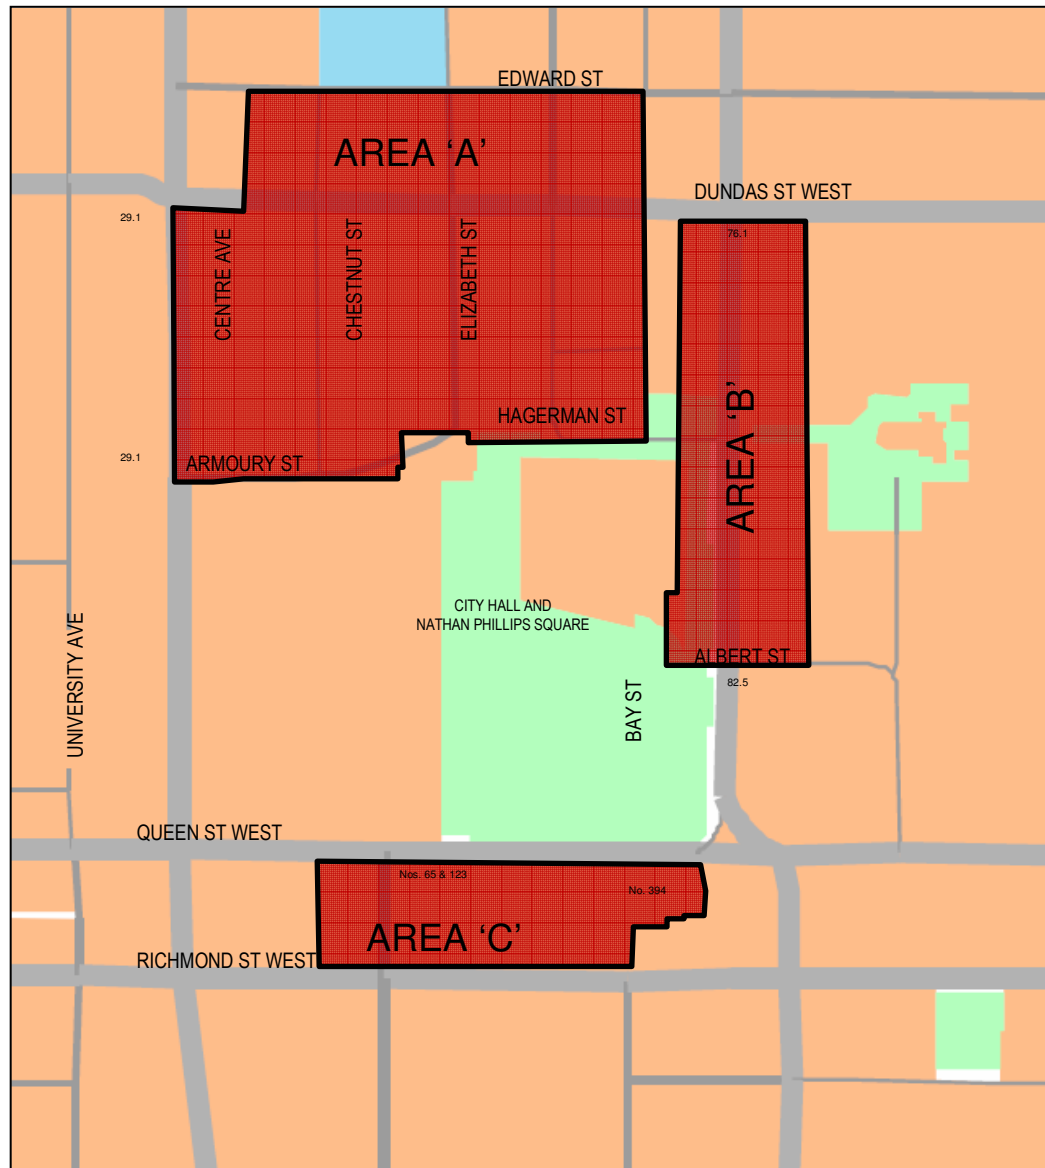 EDWARD ST
AREA ‘A’
DUNDAS ST WEST
29.1
76.1
CENTRE AVE
CHESTNUT ST
ELIZABETH ST
HAGERMAN ST
AREA ‘B’
29.1
ARMOURY ST
CITY HALL AND
NATHAN PHILLIPS SQUARE
UNIVERSITY AVE
ALBERT ST
82.5
BAY ST
QUEEN ST WEST
Nos. 65 & 123
No. 394
AREA ‘C’
RICHMOND ST WEST